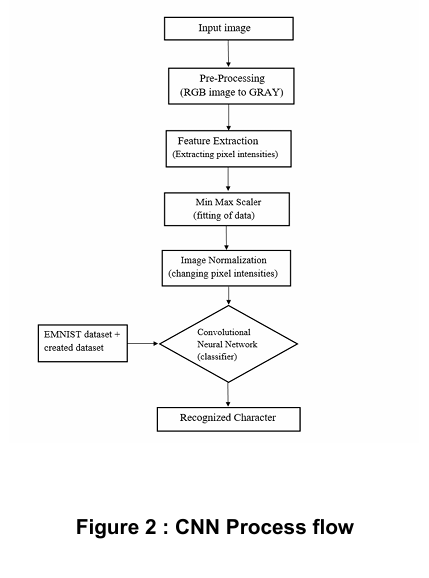 Input image
Pre-Processing
(RGB image to GRAY)
Feature Extraction
(Extracting pixel intensities)
Min Max Scaler
(fitting of data)
Image Normalization
(changing pixel intensities)
EMNIST dataset +
created dataset
Convolutional
Neural Network
(classifier)
Recognized Character
Figure 2 : CNN Process flow